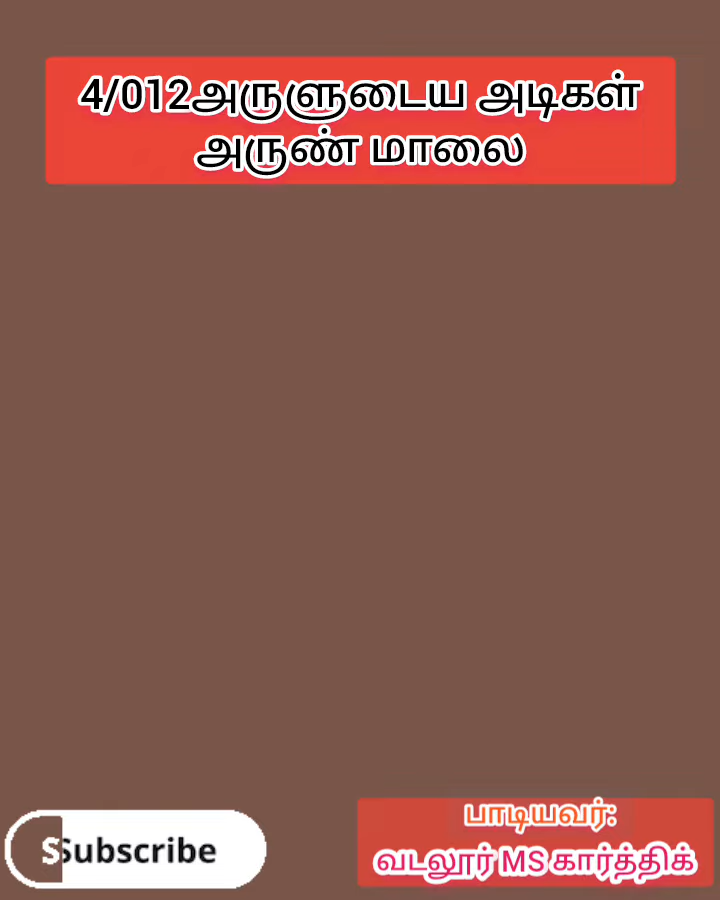 4/012அருளுடைய அடிகள்
அருண் மாலை
Subscribe
பாடியவர்:
வடலூர் MS கார்த்திக்